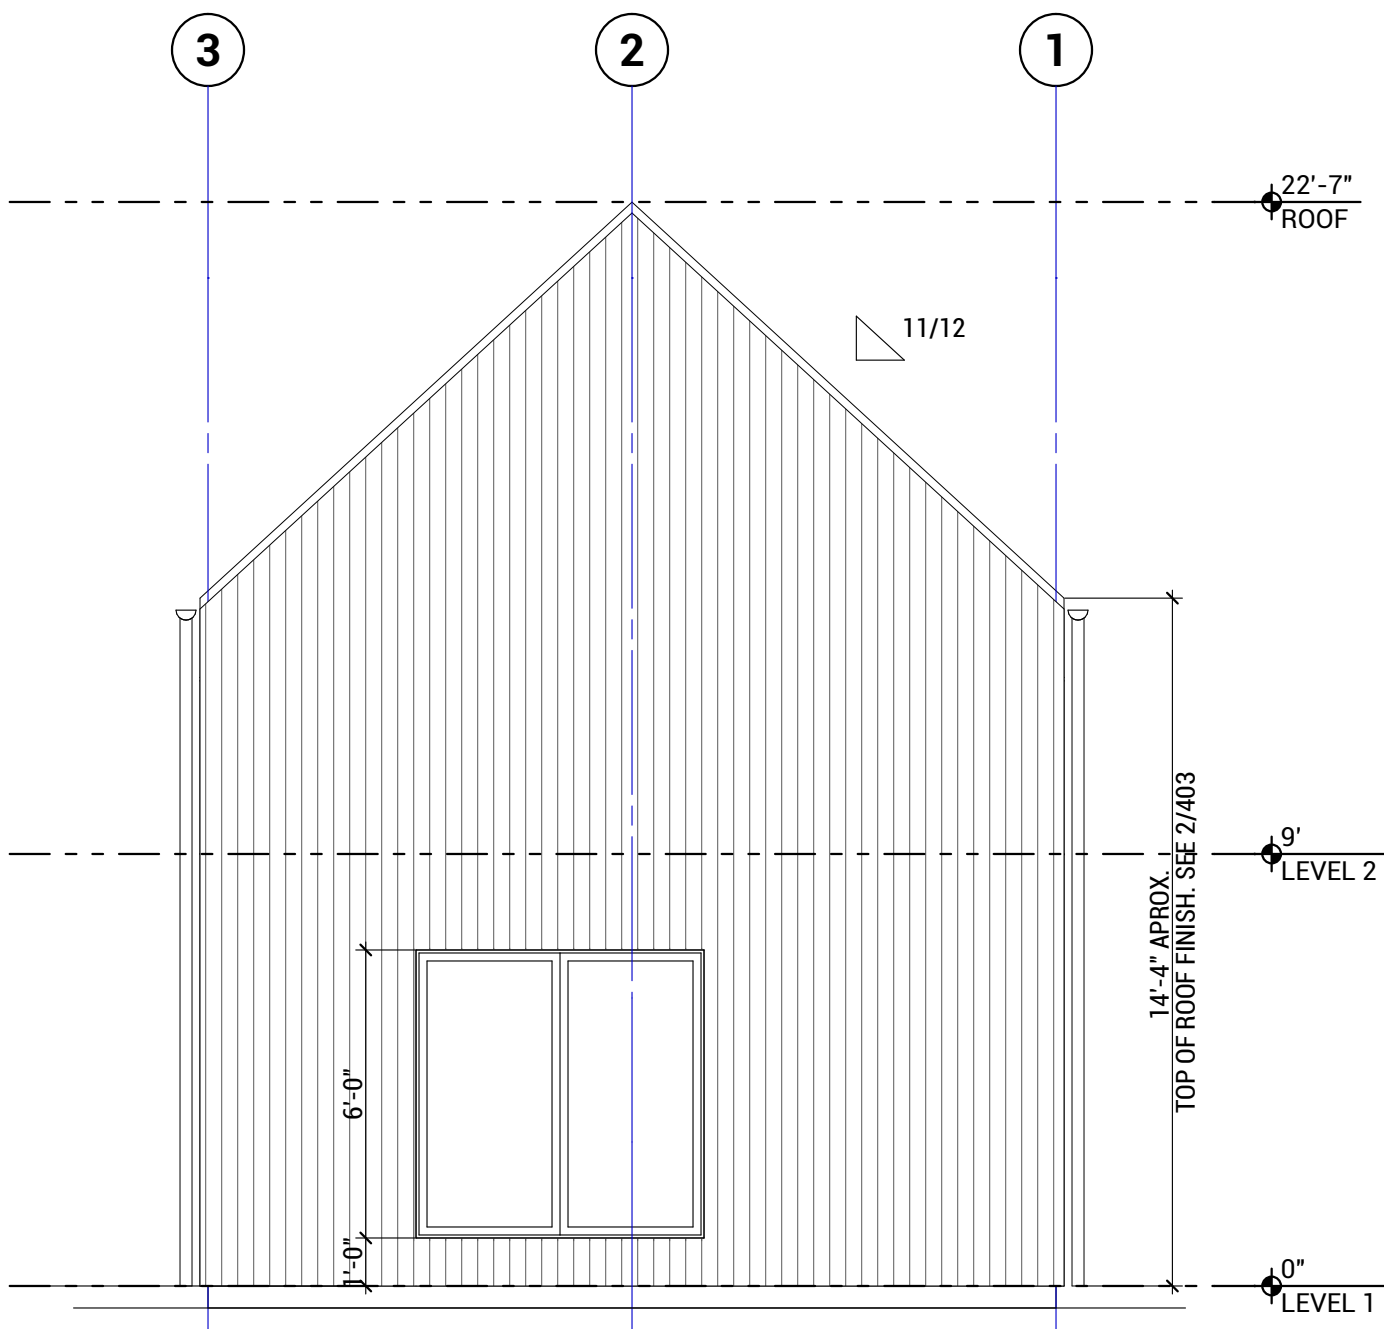 3
2
1
22'-7"
ROOF
11/12
9'
LEVEL 2
14'-4" APROX.
TOP OF ROOF FINISH. SEE 2/403
6'-0"
1'-0"
0"
LEVEL 1